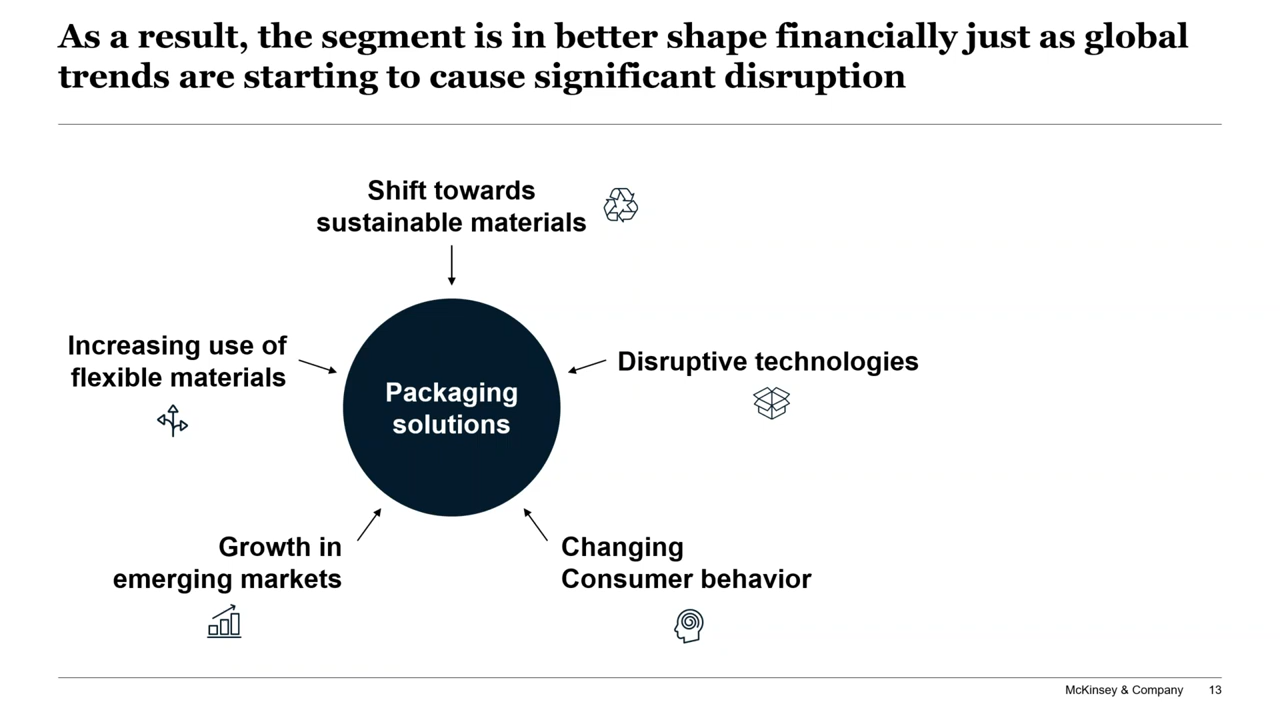 As a result, the segment is in better shape financially just as global
trends are starting to cause significant disruption
Shift towards
sustainable materials
Increasing use of
flexible materials
Disruptive technologies
Packaging
solutions
Growth in
emerging markets
Changing
Consumer behavior
McKinsey & Company 13